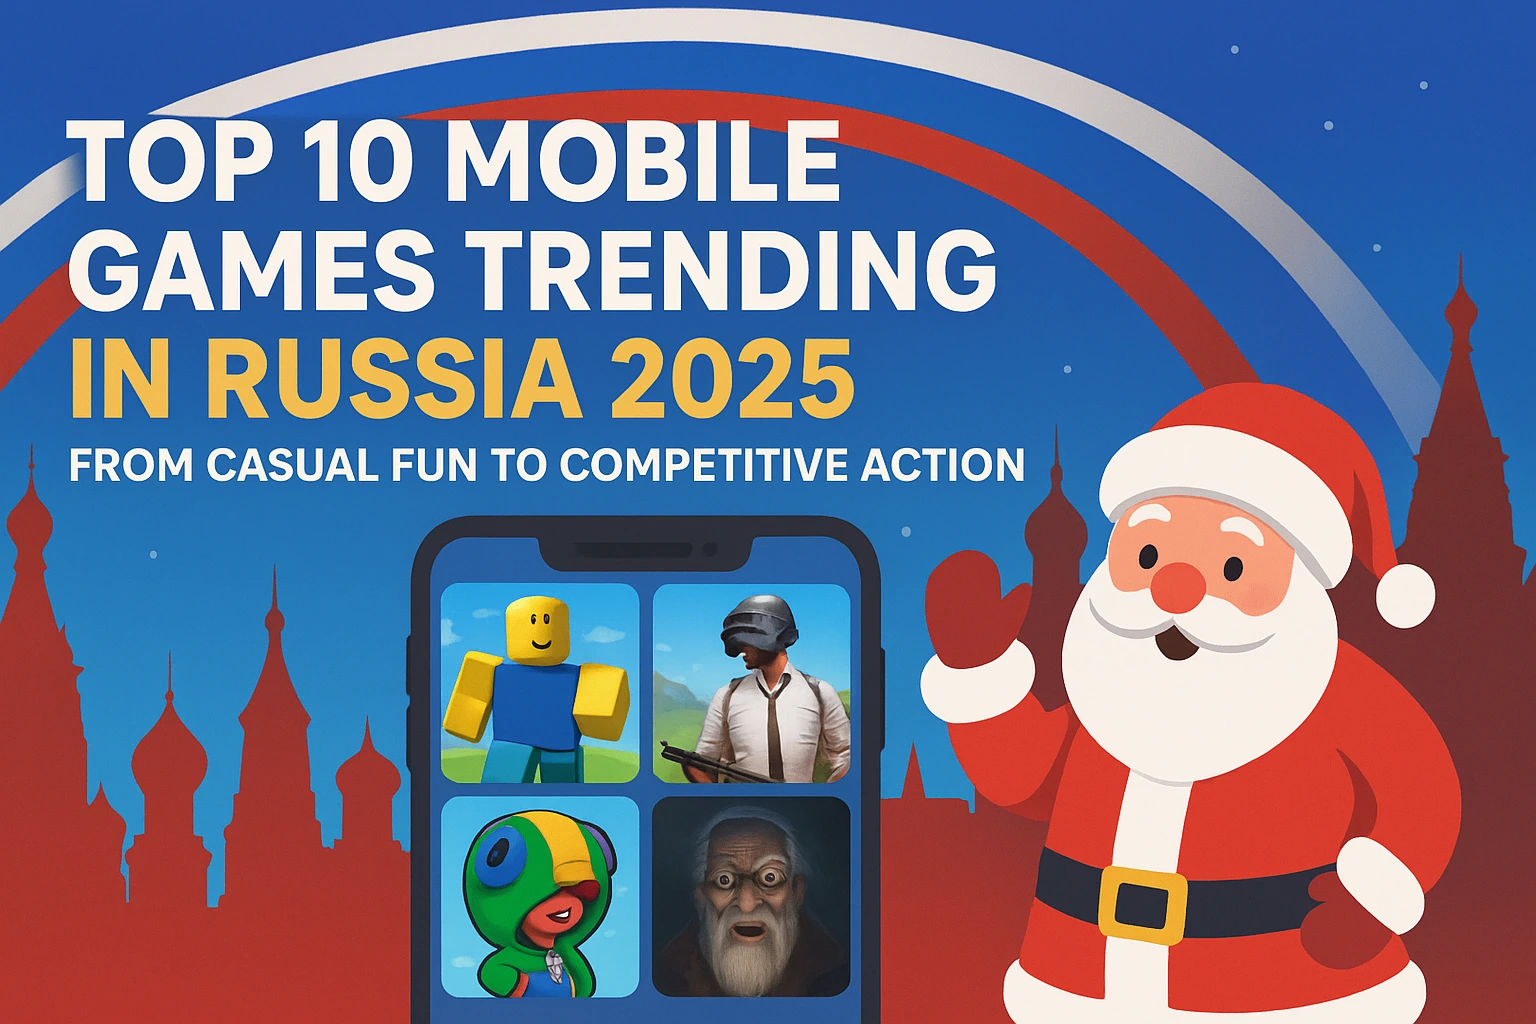 TOP 10 MOBILE
GAMES TRENDING
IN RUSSIA 2025
FROM CASUAL FUN TO COMPETITIVE ACTION